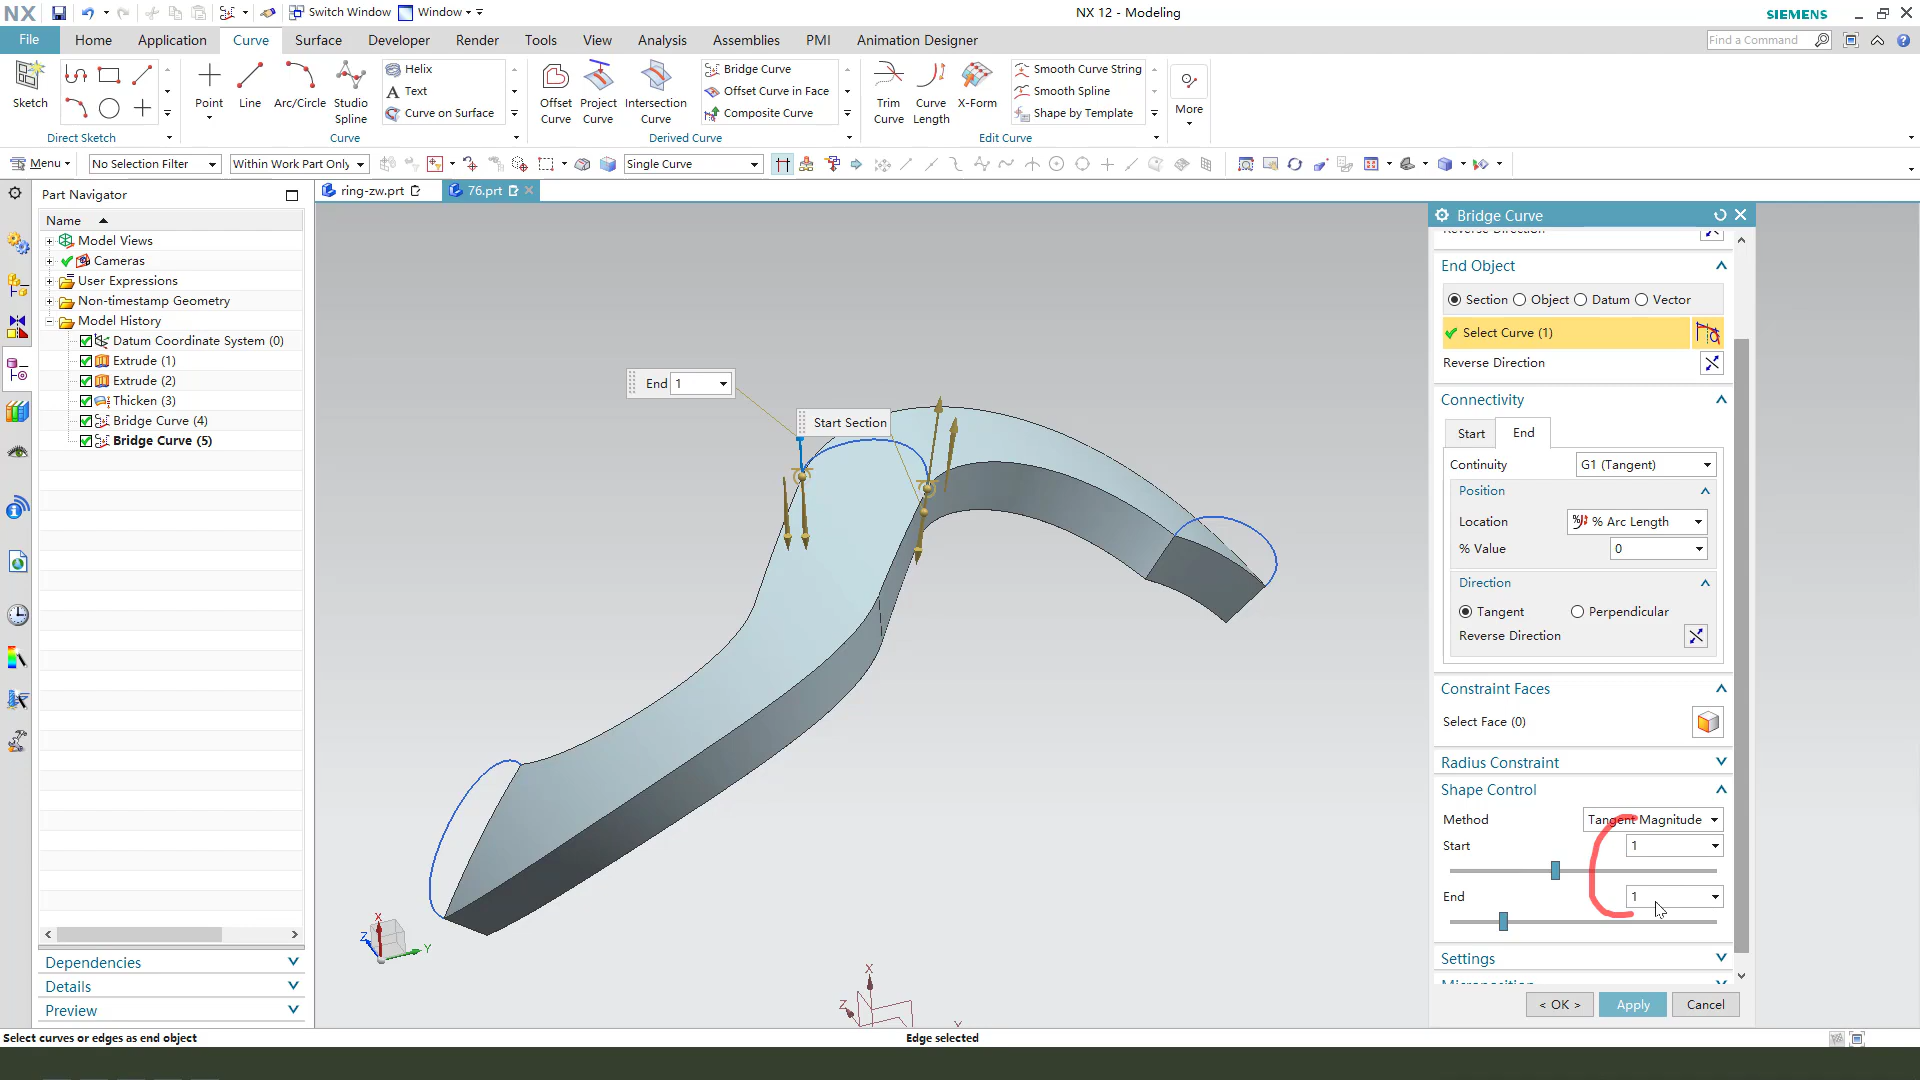 NX
Switch Window
Window
NX 12 - Modeling
SIEMENS
File
Home
Application
Curve
Surface
Developer
Render
Tools
View
Analysis
Assemblies
PMI
Animation Designer
Find a Command
Sketch
Point
Line
Arc/Circle
Studio Spline
Helix
Text
Curve on Surface
Offset Curve
Project Curve
Intersection Curve
Bridge Curve
Offset Curve in Face
Composite Curve
Trim Curve
Curve Length
X-Form
Smooth Curve String
Smooth Spline
Shape by Template
More
Direct Sketch
Curve
Derived Curve
Edit Curve
Menu
No Selection Filter
Within Work Part Only
Single Curve
Part Navigator
ring-zw.prt
76.prt
Name
Model Views
Cameras
User Expressions
Non-timestamp Geometry
Model History
Datum Coordinate System (0)
Extrude (1)
Extrude (2)
Thicken (3)
Bridge Curve (4)
Bridge Curve (5)
Dependencies
Details
Preview
End 1
Start Section
X
Z
Y
X
Z
Y
Bridge Curve
Reverse Direction
End Object
Section
Object
Datum
Vector
Select Curve (1)
Reverse Direction
Connectivity
Start
End
Continuity
G1 (Tangent)
Position
Location
% Arc Length
% Value
0
Direction
Tangent
Perpendicular
Reverse Direction
Constraint Faces
Select Face (0)
Radius Constraint
Shape Control
Method
Tangent Magnitude
Start
1
End
1
Settings
Microposition
< OK >
Apply
Cancel
Select curves or edges as end object
Edge selected